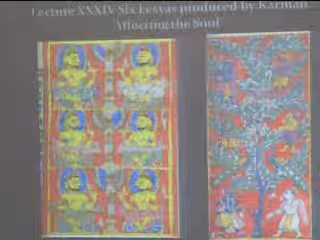 Lecture XXXIV Six Lesyas produced by Karman
Affecting the Soul